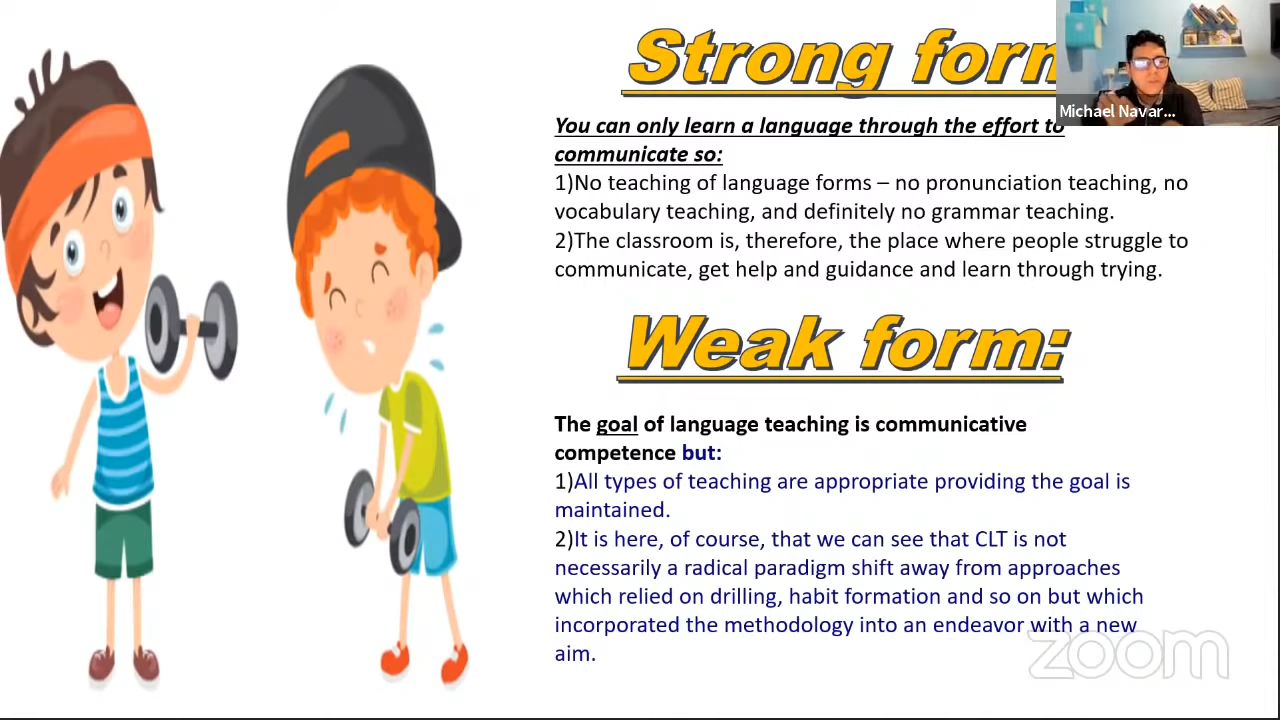 Strong form
Michael Navar...
You can only learn a language through the effort to
communicate so:
1)No teaching of language forms – no pronunciation teaching, no
vocabulary teaching, and definitely no grammar teaching.
2)The classroom is, therefore, the place where people struggle to
communicate, get help and guidance and learn through trying.
Weak form:
The goal of language teaching is communicative
competence but:
1)All types of teaching are appropriate providing the goal is
maintained.
2)It is here, of course, that we can see that CLT is not
necessarily a radical paradigm shift away from approaches
which relied on drilling, habit formation and so on but which
incorporated the methodology into an endeavor with a new
aim.
zoom